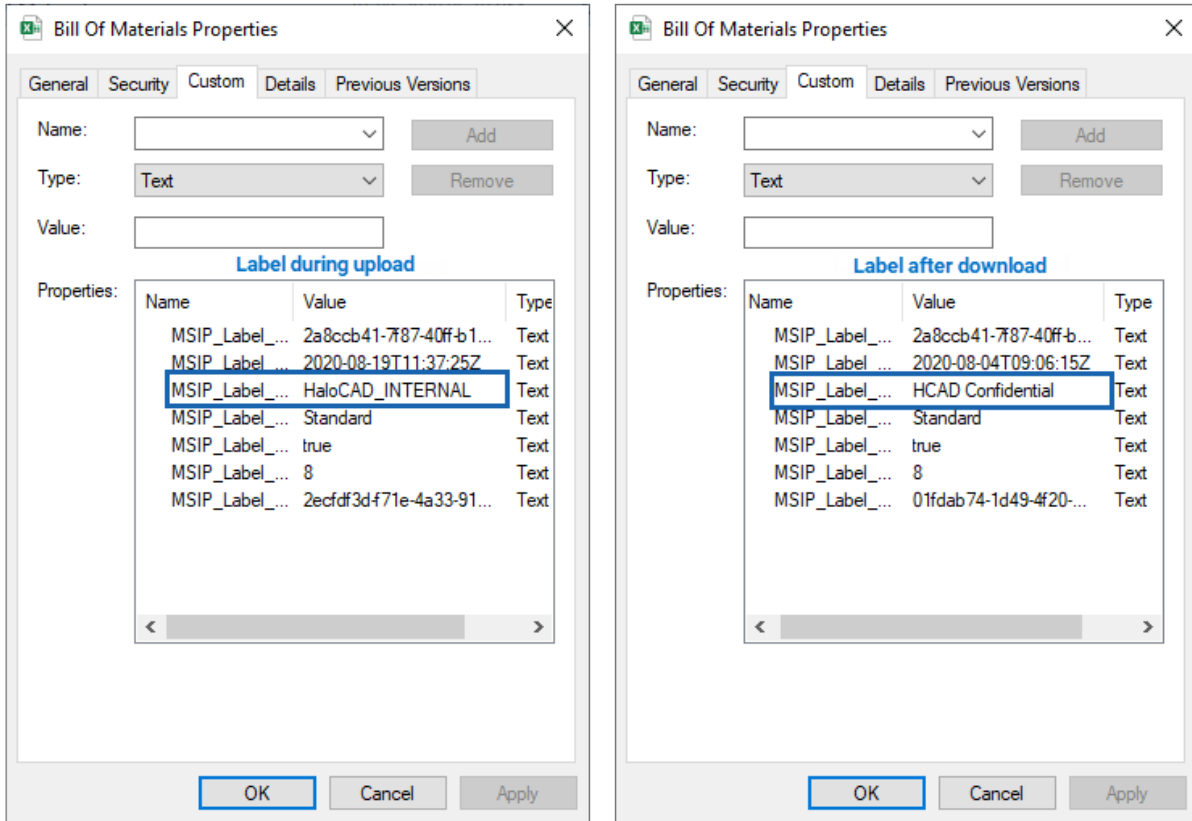 Bill Of Materials Properties
General Security Custom Details Previous Versions
Name:
Add
Type:
Text
Remove
Value:
Label during upload
Properties:
Name Value Type
MSIP_Label_... 2a8ccb41-7f87-40ff-b1... Text
MSIP_Label_... 2020-08-19T11:37:25Z Text
MSIP_Label_... HaloCAD_INTERNAL Text
MSIP_Label_... Standard Text
MSIP_Label_... true Text
MSIP_Label_... 8 Text
MSIP_Label_... 2ecfdf3d-f71e-4a33-91... Text
OK Cancel Apply
Bill Of Materials Properties
General Security Custom Details Previous Versions
Name:
Add
Type:
Text
Remove
Value:
Label after download
Properties:
Name Value Type
MSIP_Label_... 2a8ccb41-7f87-40ff-b... Text
MSIP_Label_... 2020-08-04T09:06:15Z Text
MSIP_Label_... HCAD Confidential Text
MSIP_Label_... Standard Text
MSIP_Label_... true Text
MSIP_Label_... 8 Text
MSIP_Label_... 01fdab74-1d49-4f20-... Text
OK Cancel Apply